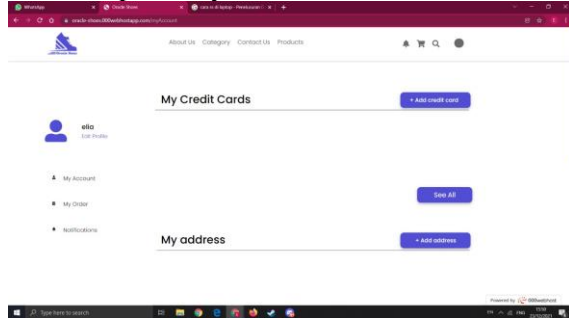 WhatsApp
Oracle Shoes
oracle-shoes.000webhostapp.com/myAccount
About Us Category Contact Us Products
My Credit Cards
+ Add credit card
elia
Edit Profile
My Account
See All
My Order
Notifications
My address
+ Add address
Powered by 000webhost
Type here to search